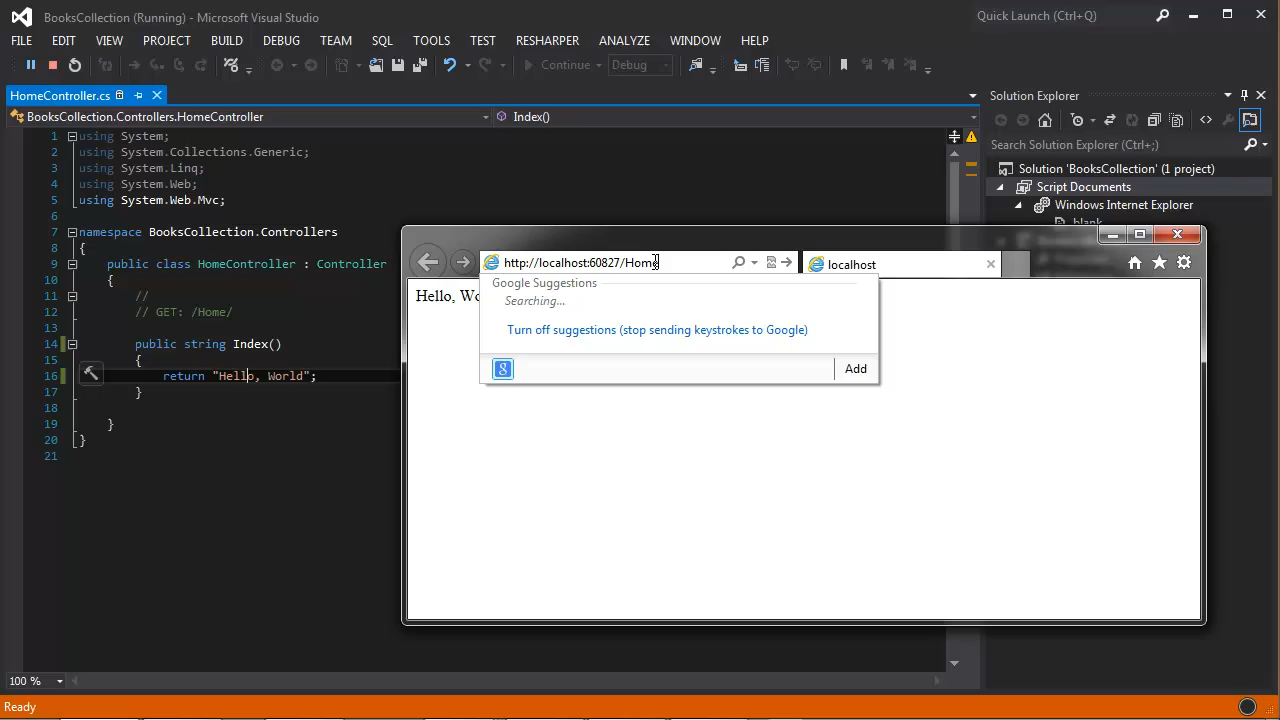 BooksCollection (Running) - Microsoft Visual Studio
Quick Launch (Ctrl+Q)
FILE EDIT VIEW PROJECT BUILD DEBUG TEAM SQL TOOLS TEST RESHARPER ANALYZE WINDOW HELP
Continue Debug
HomeController.cs
BooksCollection.Controllers.HomeController Index()
1 using System;
2 using System.Collections.Generic;
3 using System.Linq;
4 using System.Web;
5 using System.Web.Mvc;
6
7 namespace BooksCollection.Controllers
8 {
9 public class HomeController : Controller
10 {
11 //
12 // GET: /Home/
13
14 public string Index()
15 {
16 return "Hello, World";
17 }
18
19 }
20 }
21
100 %
Ready
Solution Explorer
Search Solution Explorer (Ctrl+;)
Solution 'BooksCollection' (1 project)
Script Documents
Windows Internet Explorer
blank
http://localhost:60827/Home
localhost
Hello, Wo
Google Suggestions
Searching...
Turn off suggestions (stop sending keystrokes to Google)
8 Add